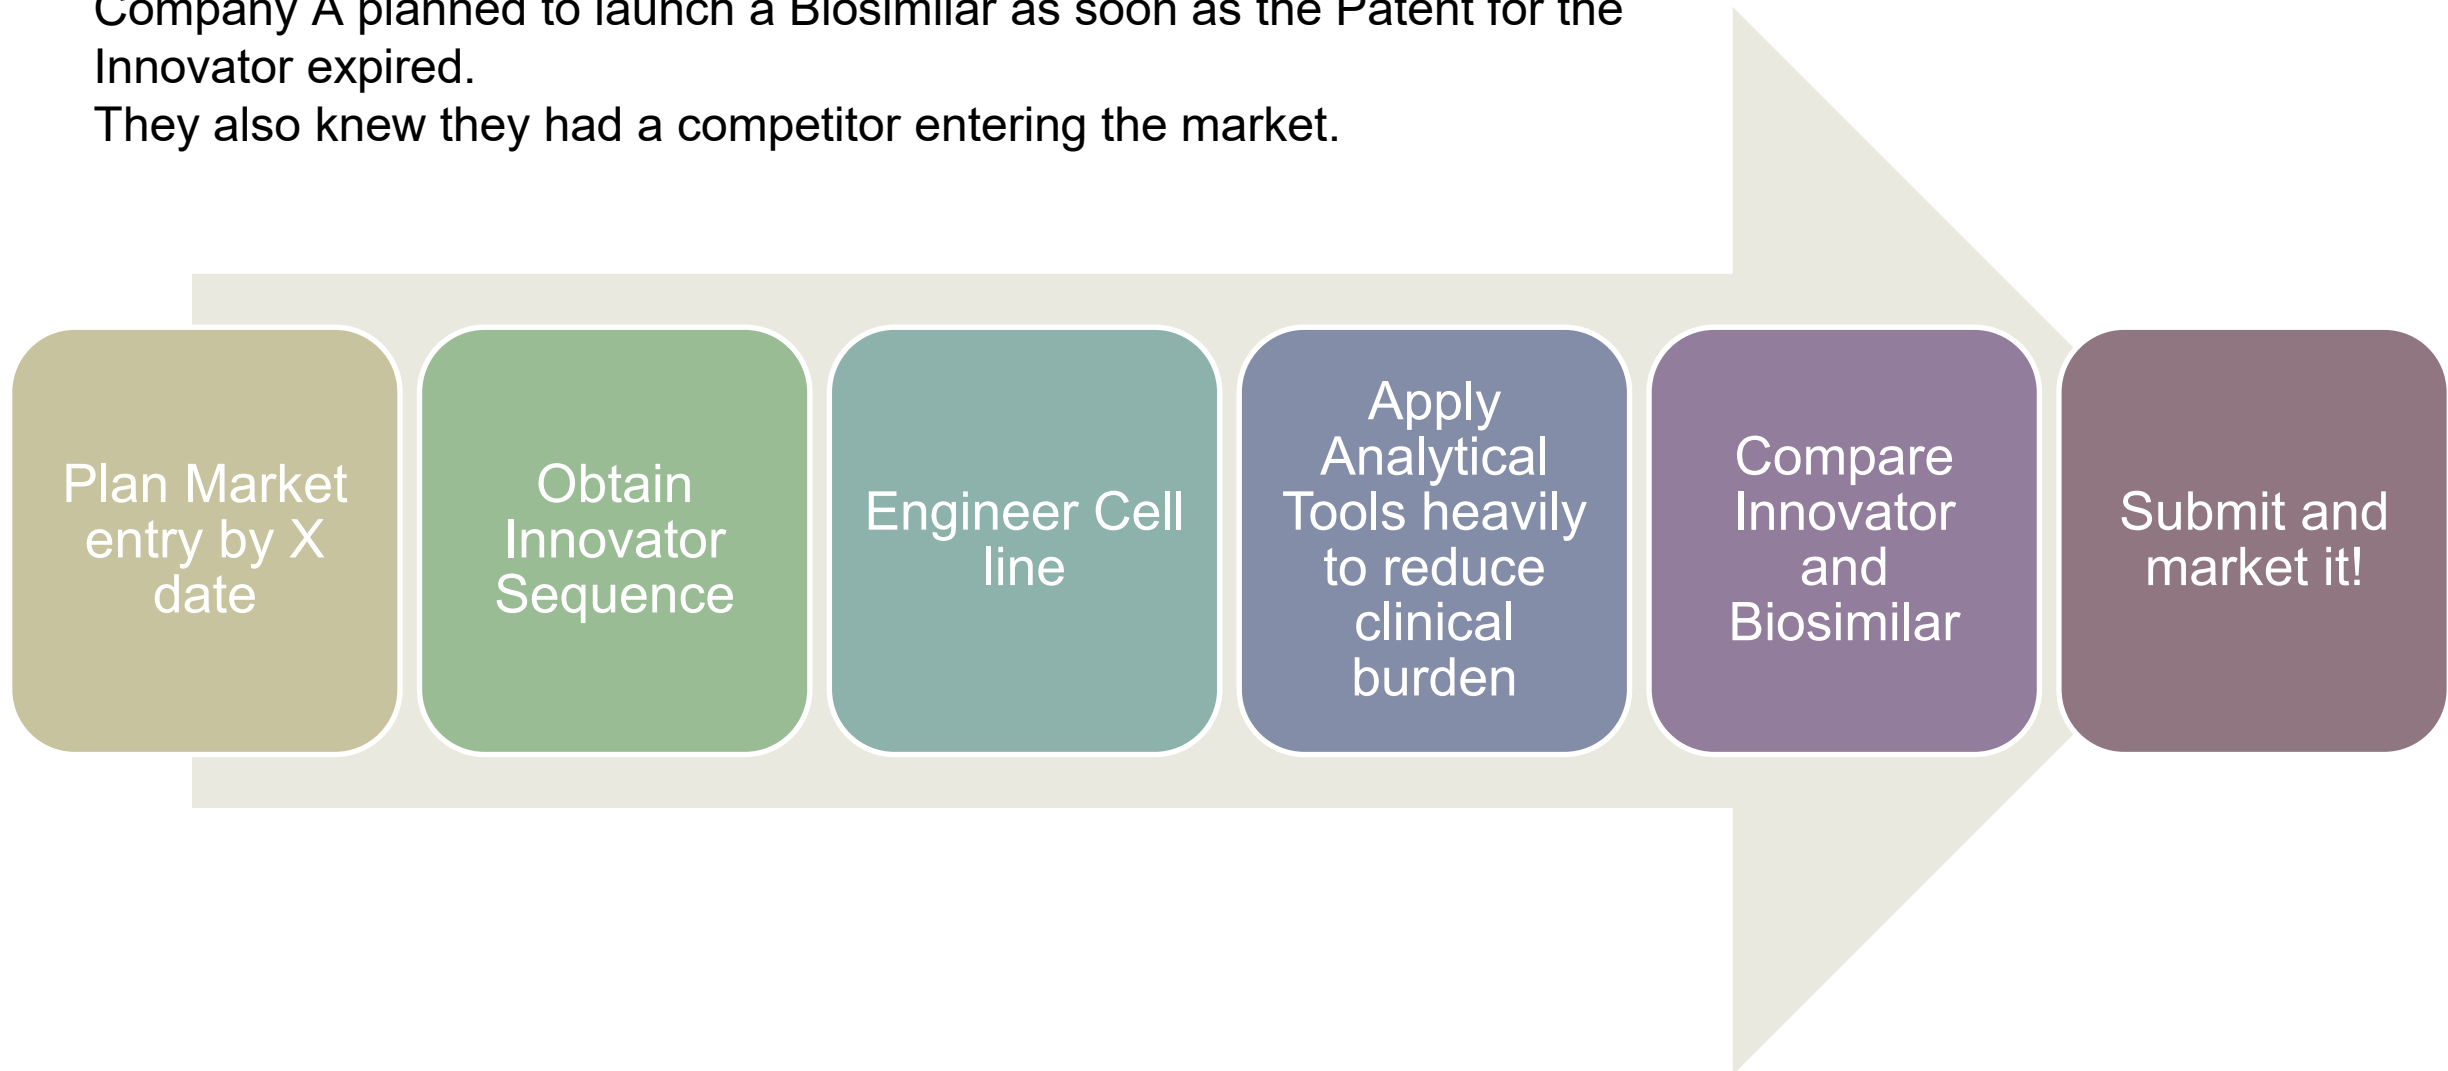 Company A planned to launch a Biosimilar as soon as the Patent for the
Innovator expired.
They also knew they had a competitor entering the market.
Plan Market
entry by X
date
Obtain
Innovator
Sequence
Engineer Cell
line
Apply
Analytical
Tools heavily
to reduce
clinical
burden
Compare
Innovator
and
Biosimilar
Submit and
market it!